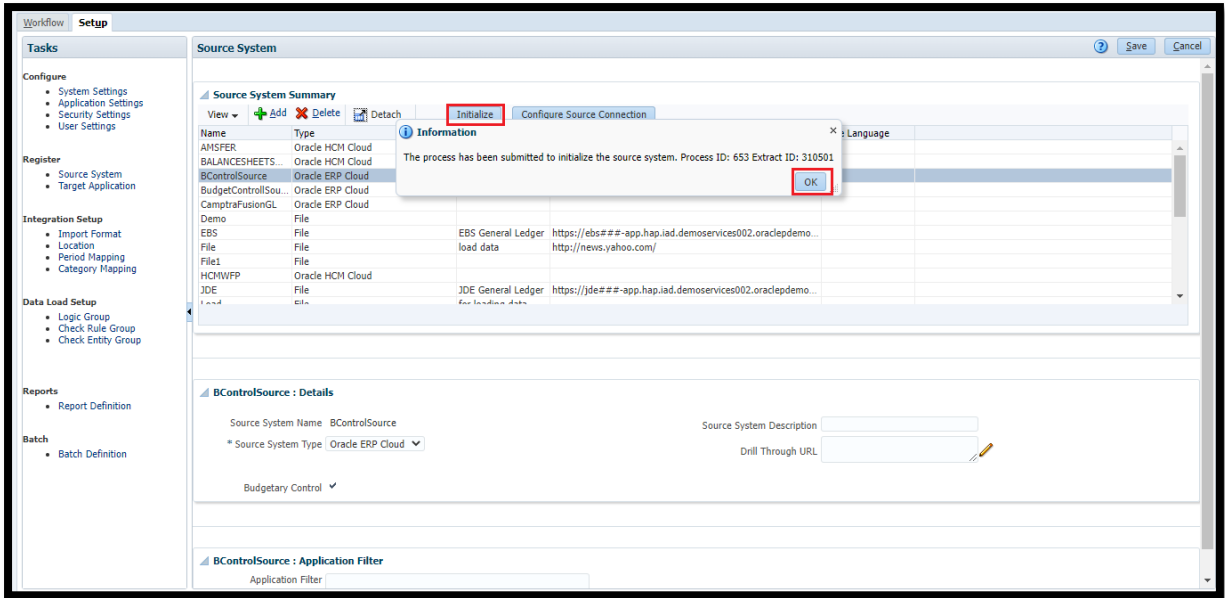 Workflow Setup
Tasks
Source System
? Save Cancel
Configure
System Settings
Application Settings
Security Settings
User Settings
Register
Source System
Target Application
Integration Setup
Import Format
Location
Period Mapping
Category Mapping
Data Load Setup
Logic Group
Check Rule Group
Check Entity Group
Reports
Report Definition
Batch
Batch Definition
Source System Summary
View Add Delete Detach Initialize Configure Source Connection
Name Type Language
AMSFER Oracle HCM Cloud
BALANCESHEETS... Oracle HCM Cloud
BControlSource Oracle ERP Cloud
BudgetControllSou... Oracle ERP Cloud
CamptraFusionGL Oracle ERP Cloud
Demo File
EBS File EBS General Ledger https://ebs###-app.hap.iad.demoservices002.oraclepdemo...
File File load data http://news.yahoo.com/
File1 File
HCMWFP Oracle HCM Cloud
JDE File JDE General Ledger https://jde###-app.hap.iad.demoservices002.oraclepdemo...
Load File for loading data
Information
The process has been submitted to initialize the source system. Process ID: 653 Extract ID: 310501
OK
BControlSource : Details
Source System Name BControlSource
* Source System Type Oracle ERP Cloud
Budgetary Control
Source System Description
Drill Through URL
BControlSource : Application Filter
Application Filter